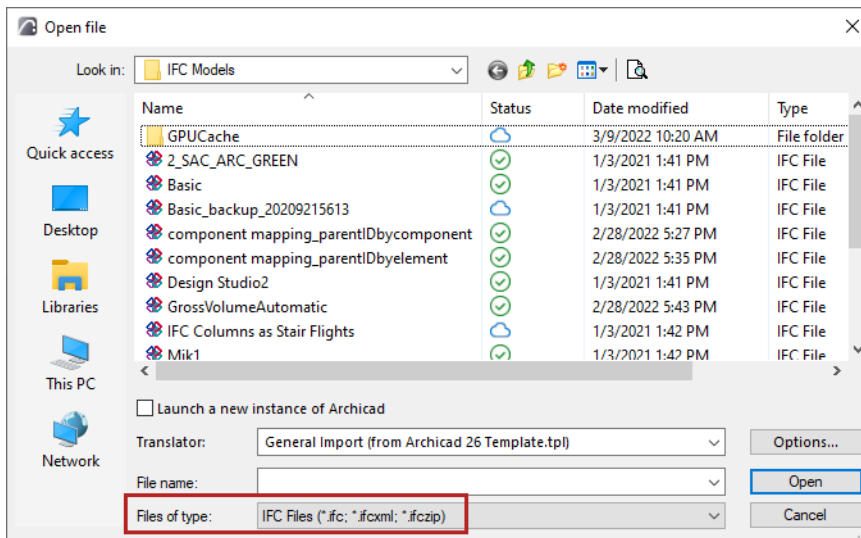 Open file
Look in: IFC Models
Name Status Date modified Type
GPUCache 3/9/2022 10:20 AM File folder
2_SAC_ARC_GREEN 1/3/2021 1:41 PM IFC File
Basic 1/3/2021 1:41 PM IFC File
Basic_backup_20209215613 1/3/2021 1:41 PM IFC File
component mapping_parentIDbycomponent 2/28/2022 5:27 PM IFC File
component mapping_parentIDbyelement 2/28/2022 5:35 PM IFC File
Design Studio2 1/3/2021 1:41 PM IFC File
GrossVolumeAutomatic 2/28/2022 5:43 PM IFC File
IFC Columns as Stair Flights 1/3/2021 1:42 PM IFC File
Mik1 1/3/2021 1:42 PM IFC File
Quick access
Desktop
Libraries
This PC
Network
Launch a new instance of Archicad
Translator: General Import (from Archicad 26 Template.tpl) Options...
File name: Open
Files of type: IFC Files (*.ifc; *.ifcxml; *.ifczip) Cancel